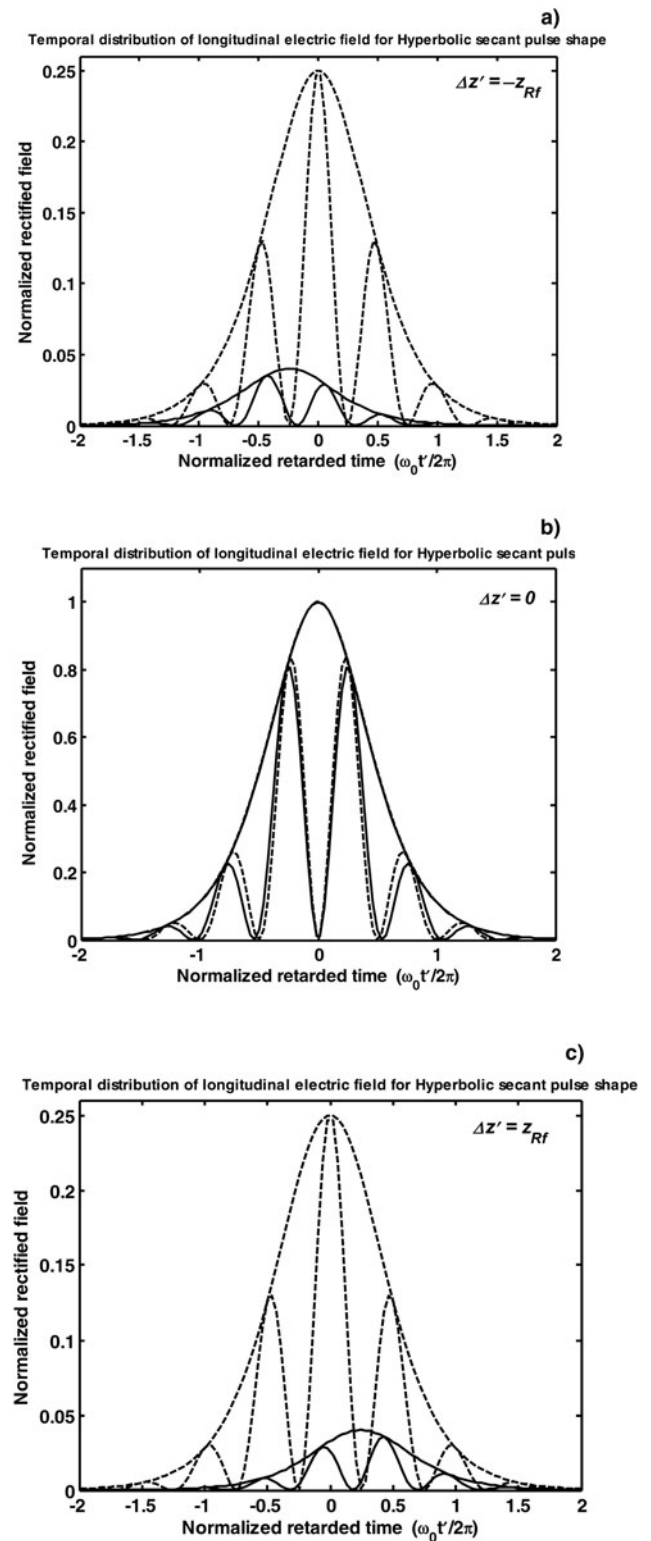 a)
Temporal distribution of longitudinal electric field for Hyperbolic secant pulse shape
0.25
Δz′ = −z_Rf
0.2
Normalized rectified field
0.15
0.1
0.05
0
-2 -1.5 -1 -0.5 0 0.5 1 1.5 2
Normalized retarded time (ω₀t′/2π)
b)
Temporal distribution of longitudinal electric field for Hyperbolic secant puls
1
Δz′ = 0
0.8
Normalized rectified field
0.6
0.4
0.2
0
-2 -1 0 1 2
Normalized retarded time (ω₀t′/2π)
c)
Temporal distribution of longitudinal electric field for Hyperbolic secant pulse shape
0.25
Δz′ = z_Rf
0.2
Normalized rectified field
0.15
0.1
0.05
0
-2 -1.5 -1 -0.5 0 0.5 1 1.5 2
Normalized retarded time (ω₀t′/2π)